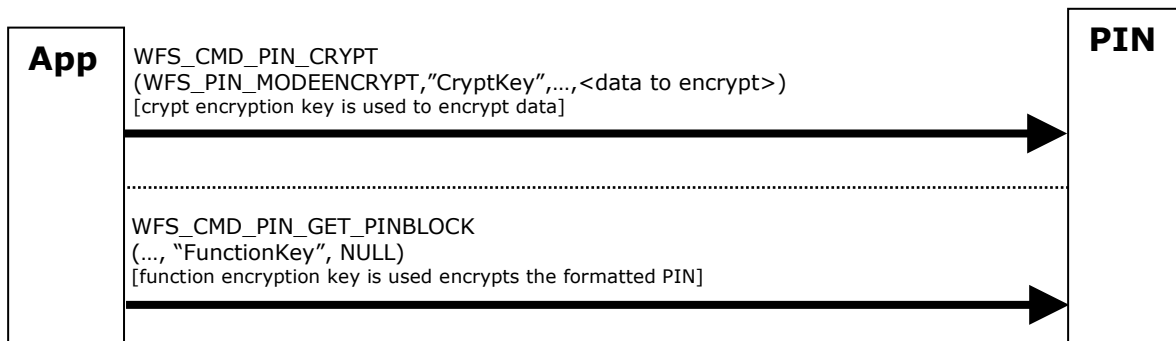 App
PIN
WFS_CMD_PIN_CRYPT
(WFS_PIN_MODEENCRYPT,”CryptKey”,…,<data to encrypt>)
[crypt encryption key is used to encrypt data]
WFS_CMD_PIN_GET_PINBLOCK
(…, “FunctionKey”, NULL)
[function encryption key is used encrypts the formatted PIN]